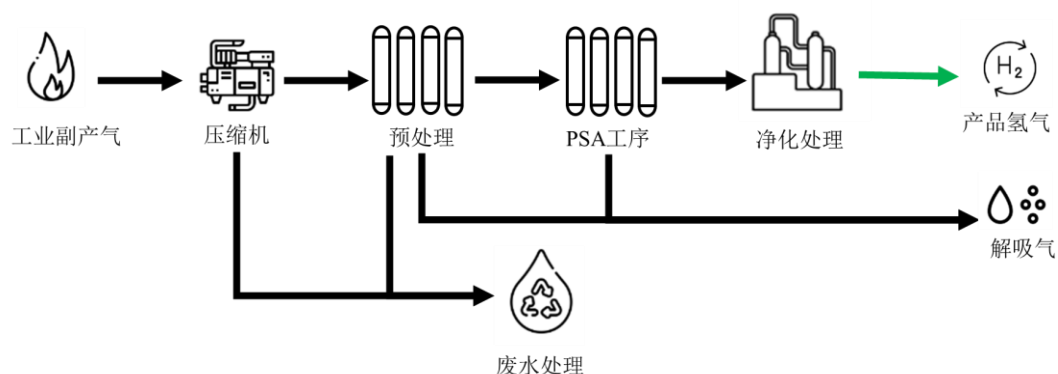 H₂
工业副产气
压缩机
预处理
PSA工序
净化处理
产品氢气
解吸气
废水处理